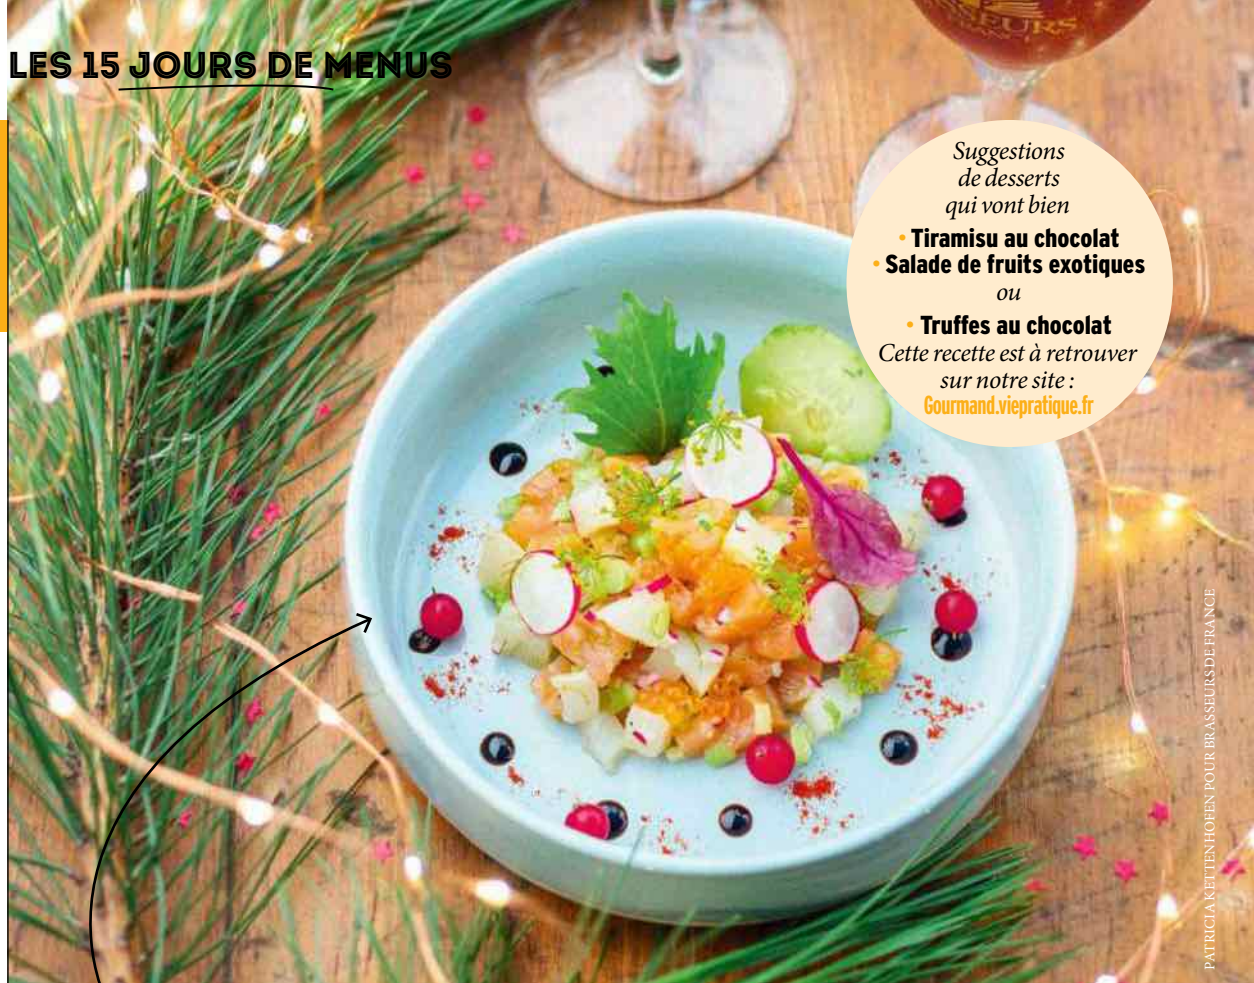 LES 15 JOURS DE MENUS
Suggestions
de desserts
qui vont bien
• Tiramisu au chocolat
• Salade de fruits exotiques
ou
• Truffes au chocolat
Cette recette est à retrouver
sur notre site :
Gourmand.viepratique.fr
PATRICIA KETTENHOFEN POUR BRASSEURS DE FRANCE